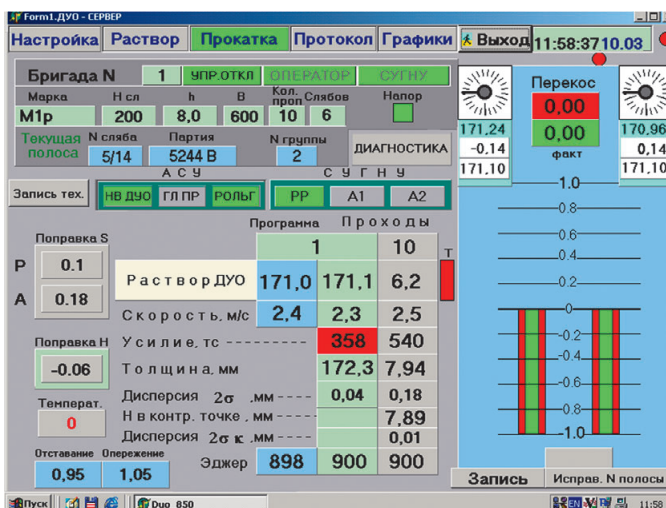 Form1.ДУО - СЕРВЕР
Настройка Раствор Прокатка Протокол Графики Выход 11:58:37 10.03
Бригада N 1 УПР.ОТКЛ ОПЕРАТОР СУГНУ
Марка Н сл h В Кол. проп Слябов Напор
М1р 200 8,0 600 10 6
Текущая полоса N сляба Партия N группы
5/14 5244 В 2 ДИАГНОСТИКА
А С У С У Г Н У
Запись тех. НВ ДУО ГЛ ПР РОЛЬГ РР А1 А2
Программа Проходы
1 10 Т
Поправка S
Р 0.1
А 0.18
Раствор ДУО 171,0 171,1 6,2
Скорость, м/с 2,4 2,3 2,5
Поправка Н
-0.06
Усилие, тс 358 540
Толщина, мм 172,3 7,94
Температ.
0
Дисперсия 2σ , мм 0,04 0,18
Н в контр. точке , мм 7,89
Дисперсия 2σ к , мм 0,01
Отставание Опережение
0,95 1,05
Эджер 898 900 900
Перекос
0,00
0,00
факт
171,24 170,96
-0,14 0,14
171,10 171,10
1.0
0.8
0.6
0.4
0.2
0
-0.2
-0.4
-0.6
-0.8
-1.0
Запись Исправ. N полосы
Пуск Duo 850 EN 11:58